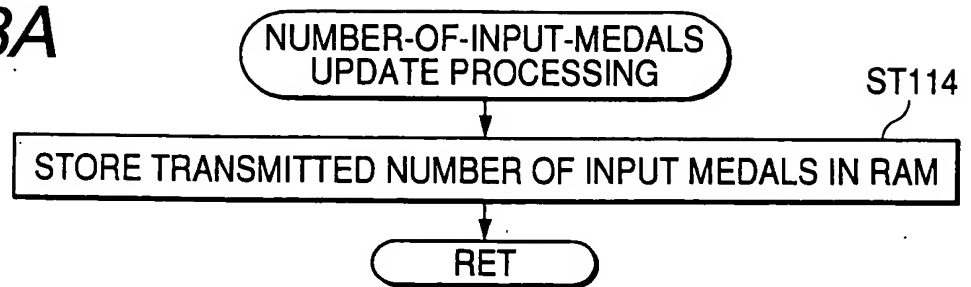 3A
NUMBER-OF-INPUT-MEDALS
UPDATE PROCESSING
ST114
STORE TRANSMITTED NUMBER OF INPUT MEDALS IN RAM
RET